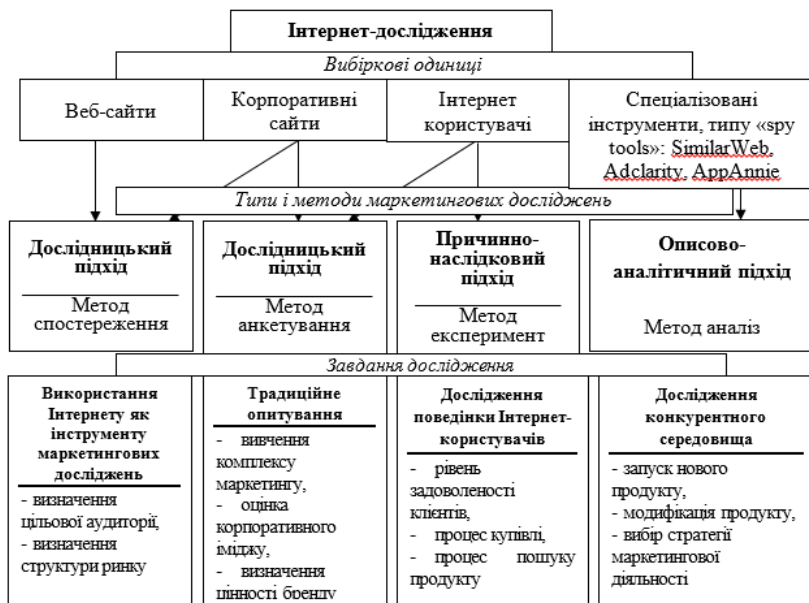 Інтернет-дослідження
Вибіркові одиниці
Веб-сайти
Корпоративні
сайти
Інтернет
користувачі
Спеціалізовані
інструменти, типу «spy
tools»: SimilarWeb,
Adclarity, AppAnnie
Типи і методи маркетингових досліджень
Дослідницький
підхід
Метод
спостереження
Дослідницький
підхід
Метод
анкетування
Причинно-
наслідковий
підхід
Метод
експеримент
Описово-
аналітичний підхід
Метод аналіз
Завдання дослідження
Використання
Інтернету як
інструменту
маркетингових
досліджень
- визначення
цільової аудиторії,
- визначення
структури ринку
Традиційне
опитування
- вивчення
комплексу
маркетингу,
- оцінка
корпоративного
іміджу,
- визначення
цінності бренду
Дослідження
поведінки Інтернет-
користувачів
- рівень
задоволеності
клієнтів,
- процес купівлі,
- процес пошуку
продукту
Дослідження
конкурентного
середовища
- запуск нового
продукту,
- модифікація продукту,
- вибір стратегії
маркетингової
діяльності